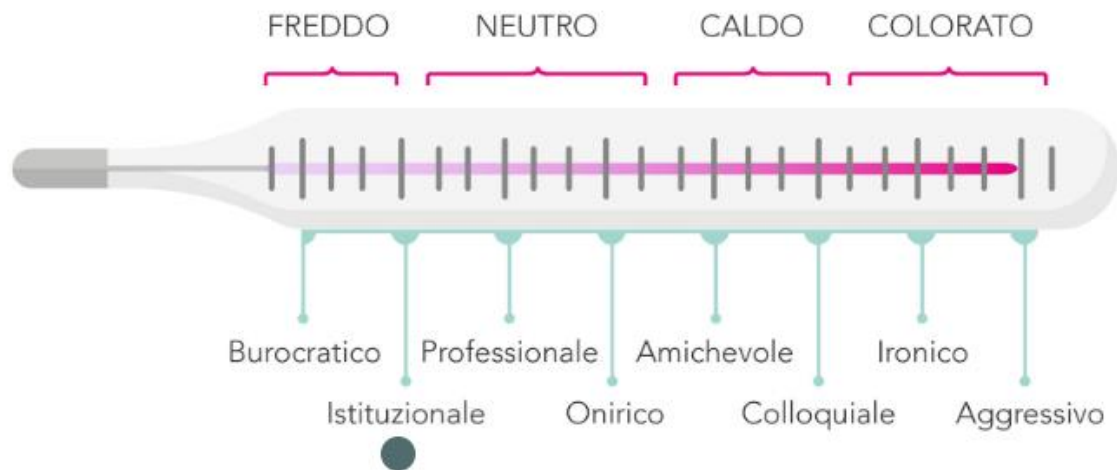 FREDDO NEUTRO CALDO COLORATO
Burocratico Professionale Amichevole Ironico
Istituzionale Onirico Colloquiale Aggressivo